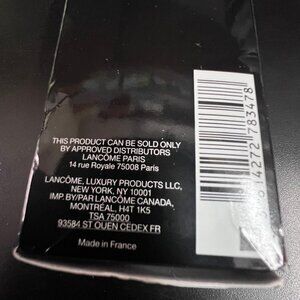 THIS PRODUCT CAN BE SOLD ONLY
BY APPROVED DISTRIBUTORS
LANCÔME PARIS
14 rue Royale 75008 Paris
LANCÔME, LUXURY PRODUCTS LLC,
NEW YORK, NY 10001
IMP. BY/PAR LANCÔME CANADA,
MONTRÉAL, H4T 1K5
TSA 75000
93584 ST OUEN CEDEX FR
Made in France
14272 783478